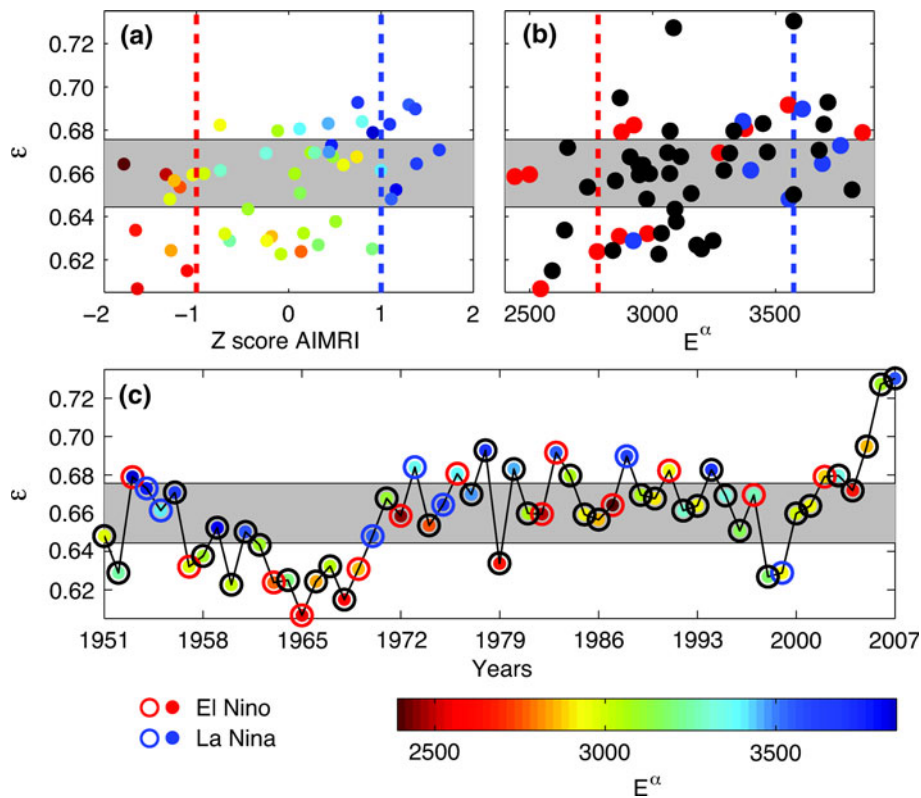 (a)
(b)
ε
0.72
0.70
0.68
0.66
0.64
0.62
−2
−1
0
1
2
Z score AIMRI
2500
3000
3500
E^α
(c)
ε
0.72
0.70
0.68
0.66
0.64
0.62
1951
1958
1965
1972
1979
1986
1993
2000
2007
Years
El Nino
La Nina
2500
3000
3500
E^α